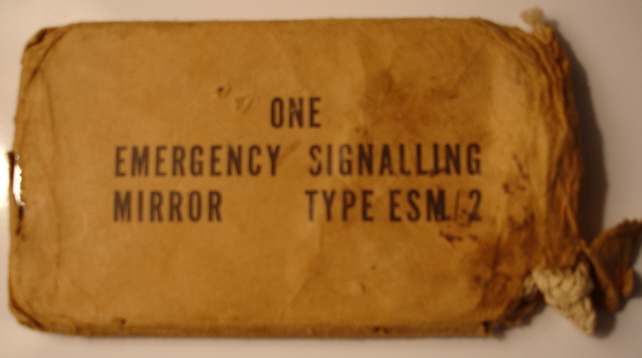 ONE
EMERGENCY SIGNALLING
MIRROR TYPE ESM/2